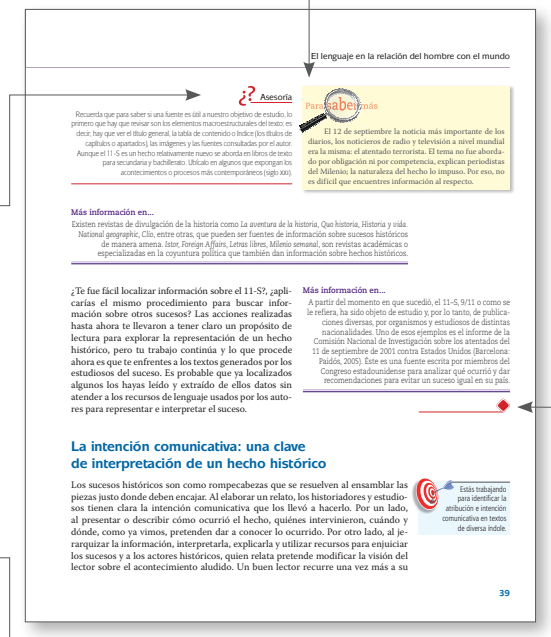 El lenguaje en la relación del hombre con el mundo
¿? Asesoría
Recuerda que para saber si una fuente es útil a nuestro objetivo de estudio, lo
primero que hay que revisar son los elementos macroestructurales del texto; es
decir, hay que ver el título general, la tabla de contenido o Índice (los títulos de
capítulos o apartados), las imágenes y las fuentes consultadas por el autor.
Aunque el 11-S es un hecho relativamente nuevo se aborda en libros de texto
para secundaria y bachillerato. Ubícalo en algunos que expongan los
acontecimientos o procesos más contemporáneos (siglo XXI).
Para saber más
El 12 de septiembre la noticia más importante de los
diarios, los noticieros de radio y televisión a nivel mundial
era la misma: el atentado terrorista. El tema no fue aborda-
do por obligación ni por competencia, explican periodistas
del Milenio; la naturaleza del hecho lo impuso. Por eso, no
es difícil que encuentres información al respecto.
Más información en...
Existen revistas de divulgación de la historia como La aventura de la historia, Quo historia, Historia y vida.
National geographic, Clío, entre otras, que pueden ser fuentes de información sobre sucesos históricos
de manera amena. Istor, Foreign Affairs, Letras libres, Milenio semanal, son revistas académicas o
especializadas en la coyuntura política que también dan información sobre hechos históricos.
¿Te fue fácil localizar información sobre el 11-S?, ¿apli-
carías el mismo procedimiento para buscar infor-
mación sobre otros sucesos? Las acciones realizadas
hasta ahora te llevaron a tener claro un propósito de
lectura para explorar la representación de un hecho
histórico, pero tu trabajo continúa y lo que procede
ahora es que te enfrentes a los textos generados por los
estudiosos del suceso. Es probable que ya localizados
algunos los hayas leído y extraído de ellos datos sin
atender a los recursos de lenguaje usados por los auto-
res para representar e interpretar el suceso.
Más información en...
A partir del momento en que sucedió, el 11-S, 9/11 o como se
le refiera, ha sido objeto de estudio y, por lo tanto, de publica-
ciones diversas, por organismos y estudiosos de distintas
nacionalidades. Uno de esos ejemplos es el informe de la
Comisión Nacional de Investigación sobre los atentados del
11 de septiembre de 2001 contra Estados Unidos (Barcelona:
Paidós, 2005). Éste es una fuente escrita por miembros del
Congreso estadounidense para analizar qué ocurrió y dar
recomendaciones para evitar un suceso igual en su país.
La intención comunicativa: una clave
de interpretación de un hecho histórico
Los sucesos históricos son como rompecabezas que se resuelven al ensamblar las
piezas justo donde deben encajar. Al elaborar un relato, los historiadores y estudio-
sos tienen clara la intención comunicativa que los llevó a hacerlo. Por un lado,
al presentar o describir cómo ocurrió el hecho, quiénes intervinieron, cuándo y
dónde, como ya vimos, pretenden dar a conocer lo ocurrido. Por otro lado, al je-
rarquizar la información, interpretarla, explicarla y utilizar recursos para enjuiciar
los sucesos y a los actores históricos, quien relata pretende modificar la visión del
lector sobre el acontecimiento aludido. Un buen lector recurre una vez más a su
Estás trabajando
para identificar la
atribución e intención
comunicativa en textos
de diversa índole.
39